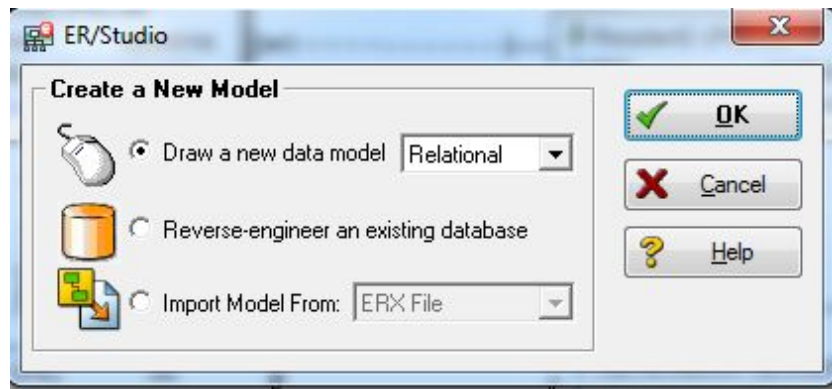 ER/Studio
Create a New Model
Draw a new data model Relational
Reverse-engineer an existing database
Import Model From: ERX File
OK
Cancel
Help